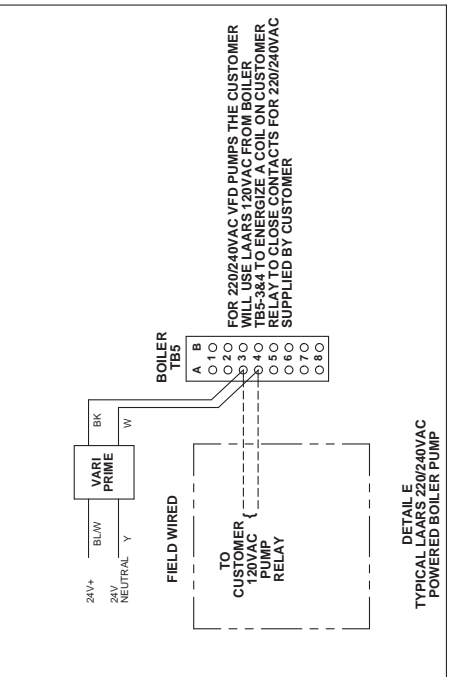 24V+
BL/W
24V
NEUTRAL
Y
VARI
PRIME
BK
W
BOILER
TB5
A B
1
2
3
4
5
6
7
8
FOR 220/240VAC VFD PUMPS THE CUSTOMER
WILL USE LAARS 120VAC FROM BOILER
TB5-3&4 TO ENERGIZE A COIL ON CUSTOMER
RELAY TO CLOSE CONTACTS FOR 220/240VAC
SUPPLIED BY CUSTOMER
FIELD WIRED
TO
CUSTOMER
120VAC
PUMP
RELAY
{
DETAIL E
TYPICAL LAARS 220/240VAC
POWERED BOILER PUMP